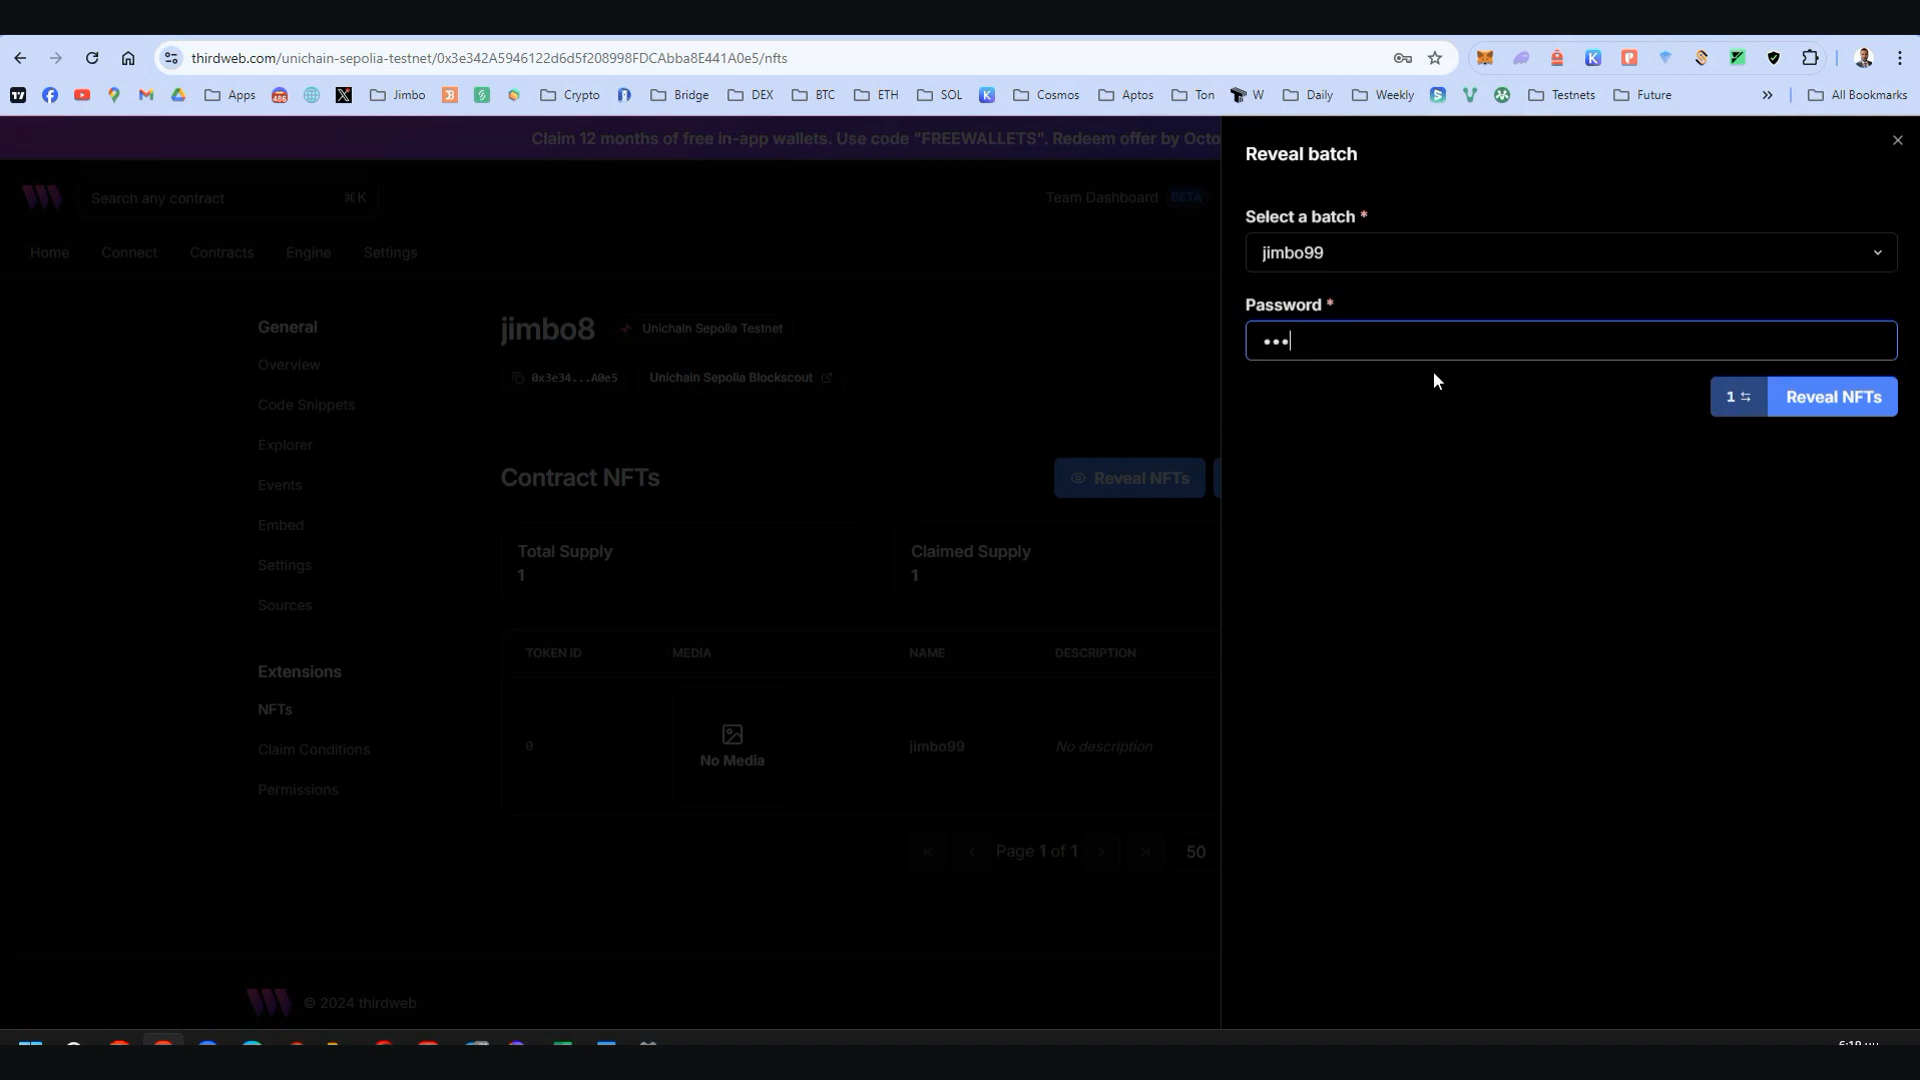 thirdweb.com/unichain-sepolia-testnet/0x3e342A5946122d6d5f208998FDCAbba8E441A0e5/nfts
Apps
486
Jimbo
Crypto
Bridge
DEX
BTC
ETH
SOL
Cosmos
Aptos
Ton
W
Daily
Weekly
Testnets
Future
All Bookmarks
Claim 12 months of free in-app wallets. Use code "FREEWALLETS". Redeem offer by Octo
Search any contract
⌘K
Team Dashboard
BETA
Home
Connect
Contracts
Engine
Settings
General
Overview
Code Snippets
Explorer
Events
Embed
Settings
Sources
Extensions
NFTs
Claim Conditions
Permissions
jimbo8
Unichain Sepolia Testnet
0x3e34...A0e5
Unichain Sepolia Blockscout
Contract NFTs
Reveal NFTs
Total Supply
1
Claimed Supply
1
TOKEN ID
MEDIA
NAME
DESCRIPTION
0
No Media
jimbo99
No description
Page 1 of 1
50
© 2024 thirdweb
Reveal batch
Select a batch *
jimbo99
Password *
•••
1
Reveal NFTs